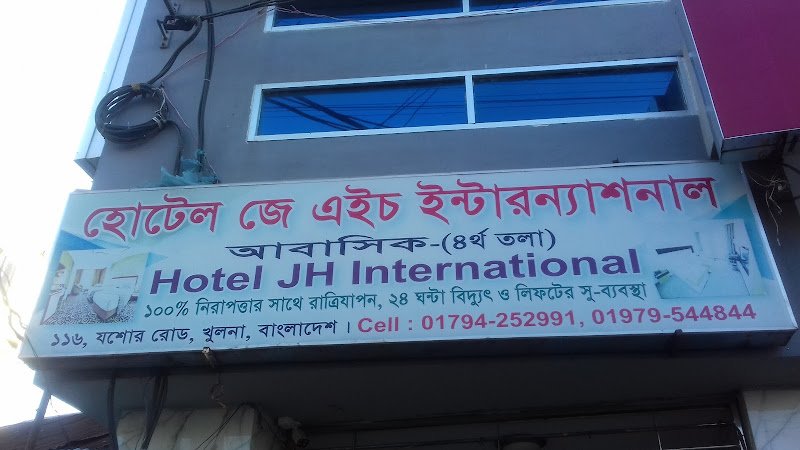 হোটেল জে এইচ ইন্টারন্যাশনাল
আবাসিক-(৪র্থ তলা)
Hotel JH International
১০০% নিরাপত্তার সাথে রাত্রিযাপন, ২৪ ঘন্টা বিদ্যুৎ ও লিফটের সু-ব্যবস্থা
১১৬, যশোর রোড, খুলনা, বাংলাদেশ । Cell : 01794-252991, 01979-544844